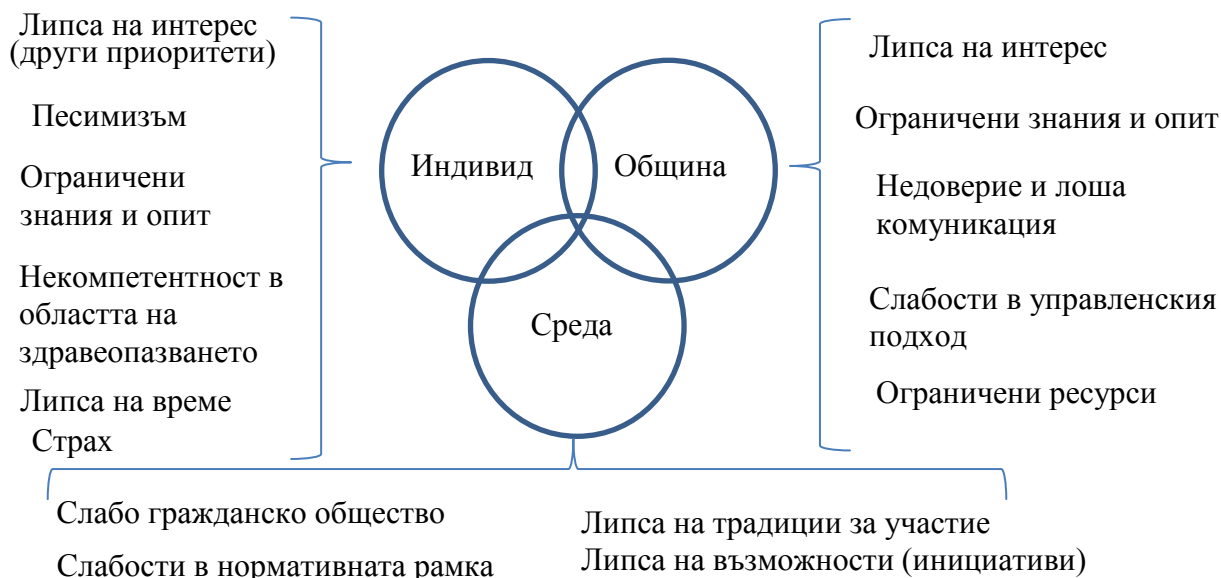 Липса на интерес
(други приоритети)
Песимизъм
Ограничени
знания и опит
Некомпетентност в
областта на
здравеопазването
Липса на време
Страх
Индивид
Община
Среда
Липса на интерес
Ограничени знания и опит
Недоверие и лоша
комуникация
Слабости в управленския
подход
Ограничени ресурси
Слабо гражданско общество
Слабости в нормативната рамка
Липса на традиции за участие
Липса на възможности (инициативи)